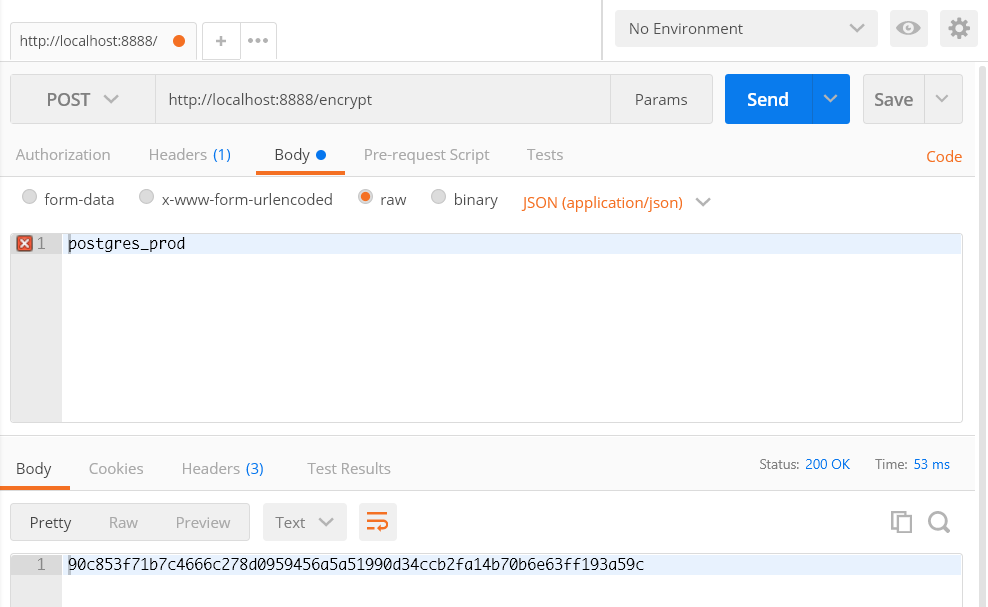 http://localhost:8888/
No Environment
POST http://localhost:8888/encrypt Params Send Save
Authorization Headers (1) Body Pre-request Script Tests Code
form-data x-www-form-urlencoded raw binary JSON (application/json)
1 postgres_prod
Body Cookies Headers (3) Test Results Status: 200 OK Time: 53 ms
Pretty Raw Preview Text
1 90c853f71b7c4666c278d0959456a5a51990d34ccb2fa14b70b6e63ff193a59c